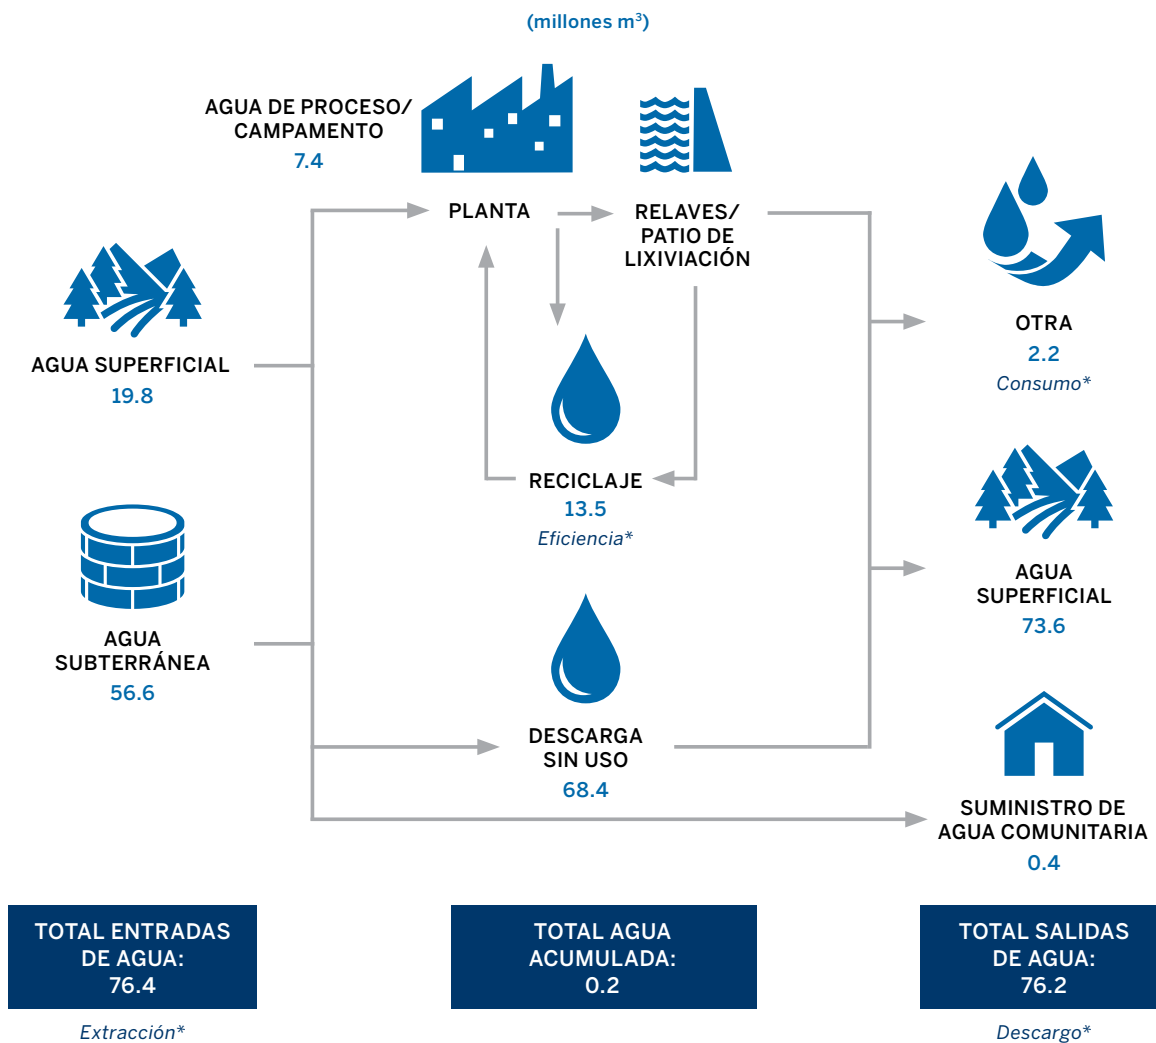 (millones m³)
AGUA DE PROCESO/
CAMPAMENTO
7.4
PLANTA
RELAVES/
PATIO DE
LIXIVIACIÓN
AGUA SUPERFICIAL
19.8
OTRA
2.2
Consumo*
RECICLAJE
13.5
Eficiencia*
AGUA
SUBTERRÁNEA
56.6
AGUA
SUPERFICIAL
73.6
DESCARGA
SIN USO
68.4
SUMINISTRO DE
AGUA COMUNITARIA
0.4
TOTAL ENTRADAS
DE AGUA:
76.4
Extracción*
TOTAL AGUA
ACUMULADA:
0.2
TOTAL SALIDAS
DE AGUA:
76.2
Descargo*